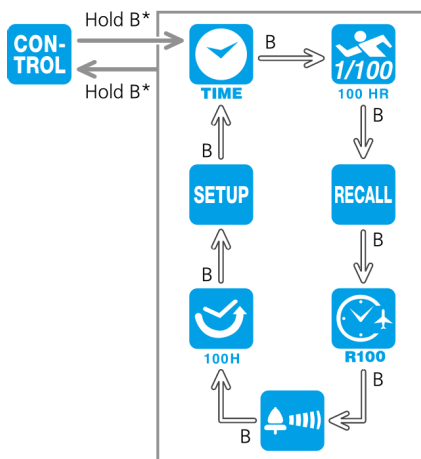 Hold B*
CON-
TROL
Hold B*
TIME
B
1/100
100 HR
B
B
SETUP
RECALL
B
B
100H
R100
B
B